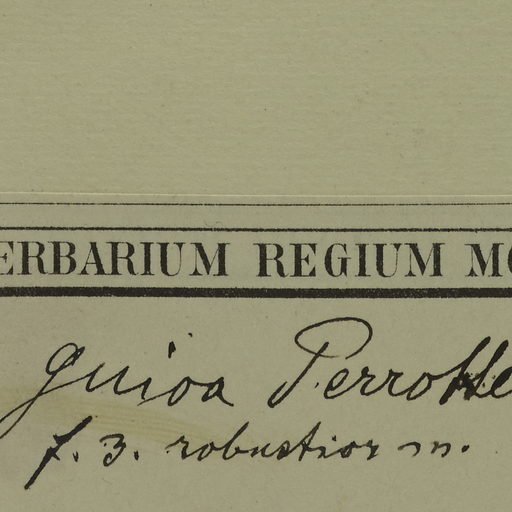 ERBARIUM REGIUM MO
Guioa Perrotte
f. 3. robustior m.